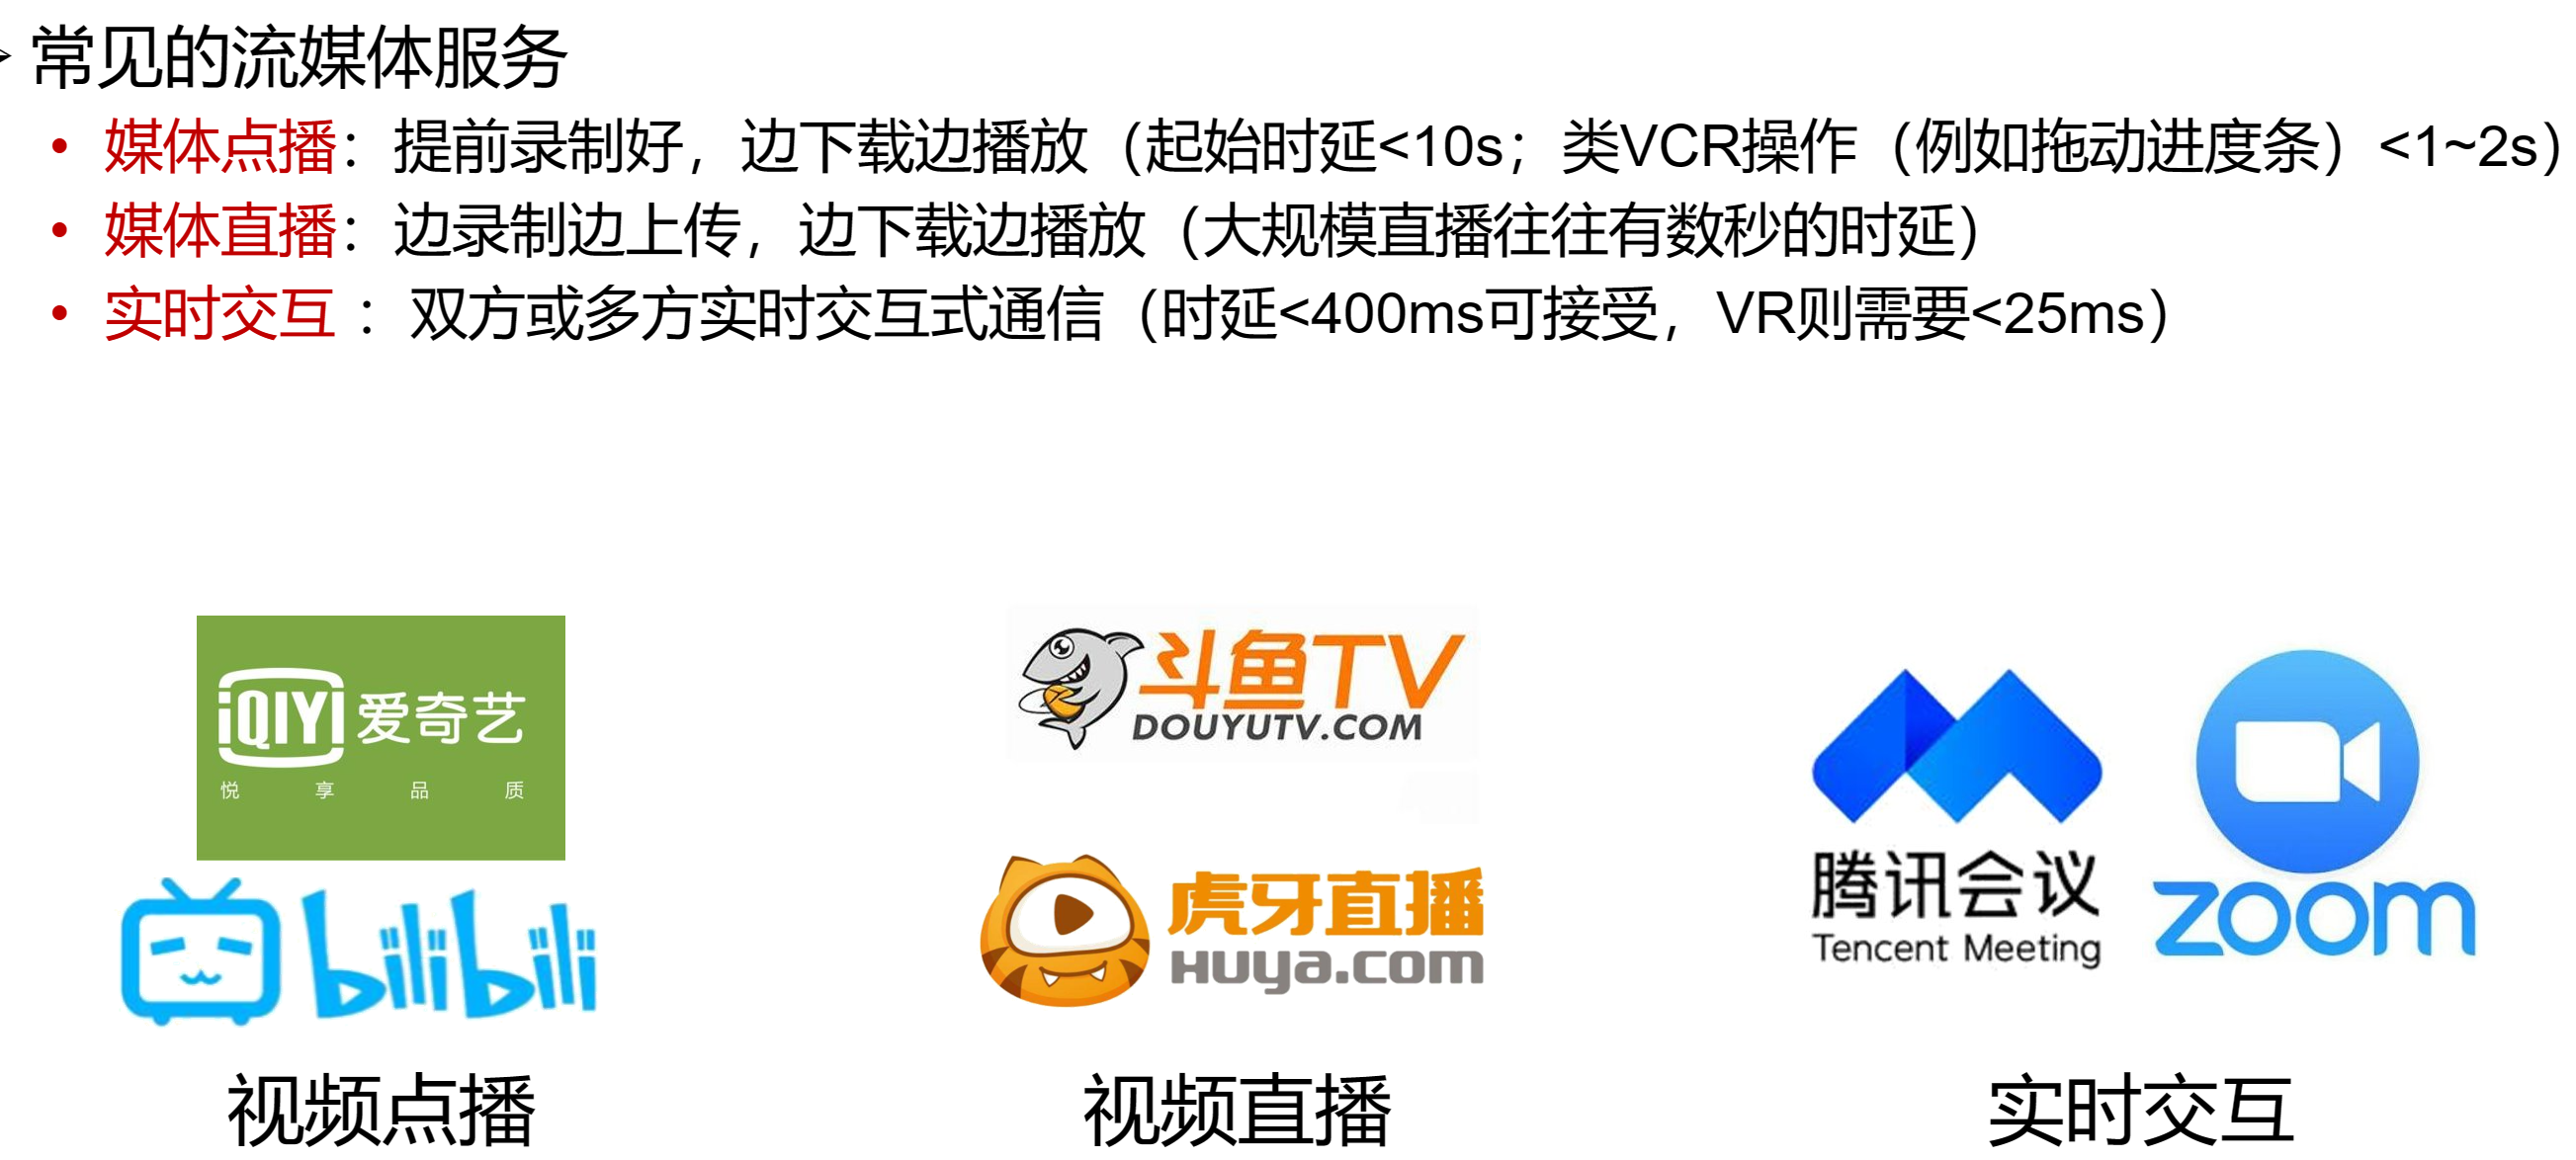 常见的流媒体服务
• 媒体点播：提前录制好，边下载边播放（起始时延<10s；类VCR操作（例如拖动进度条）<1~2s）
• 媒体直播：边录制边上传，边下载边播放（大规模直播往往有数秒的时延）
• 实时交互 ：双方或多方实时交互式通信（时延<400ms可接受，VR则需要<25ms）
iQIYI 爱奇艺
悦享品质
bilibili
视频点播
斗鱼TV
DOUYUTV.COM
虎牙直播
HUYA.COM
视频直播
腾讯会议
Tencent Meeting
zoom
实时交互